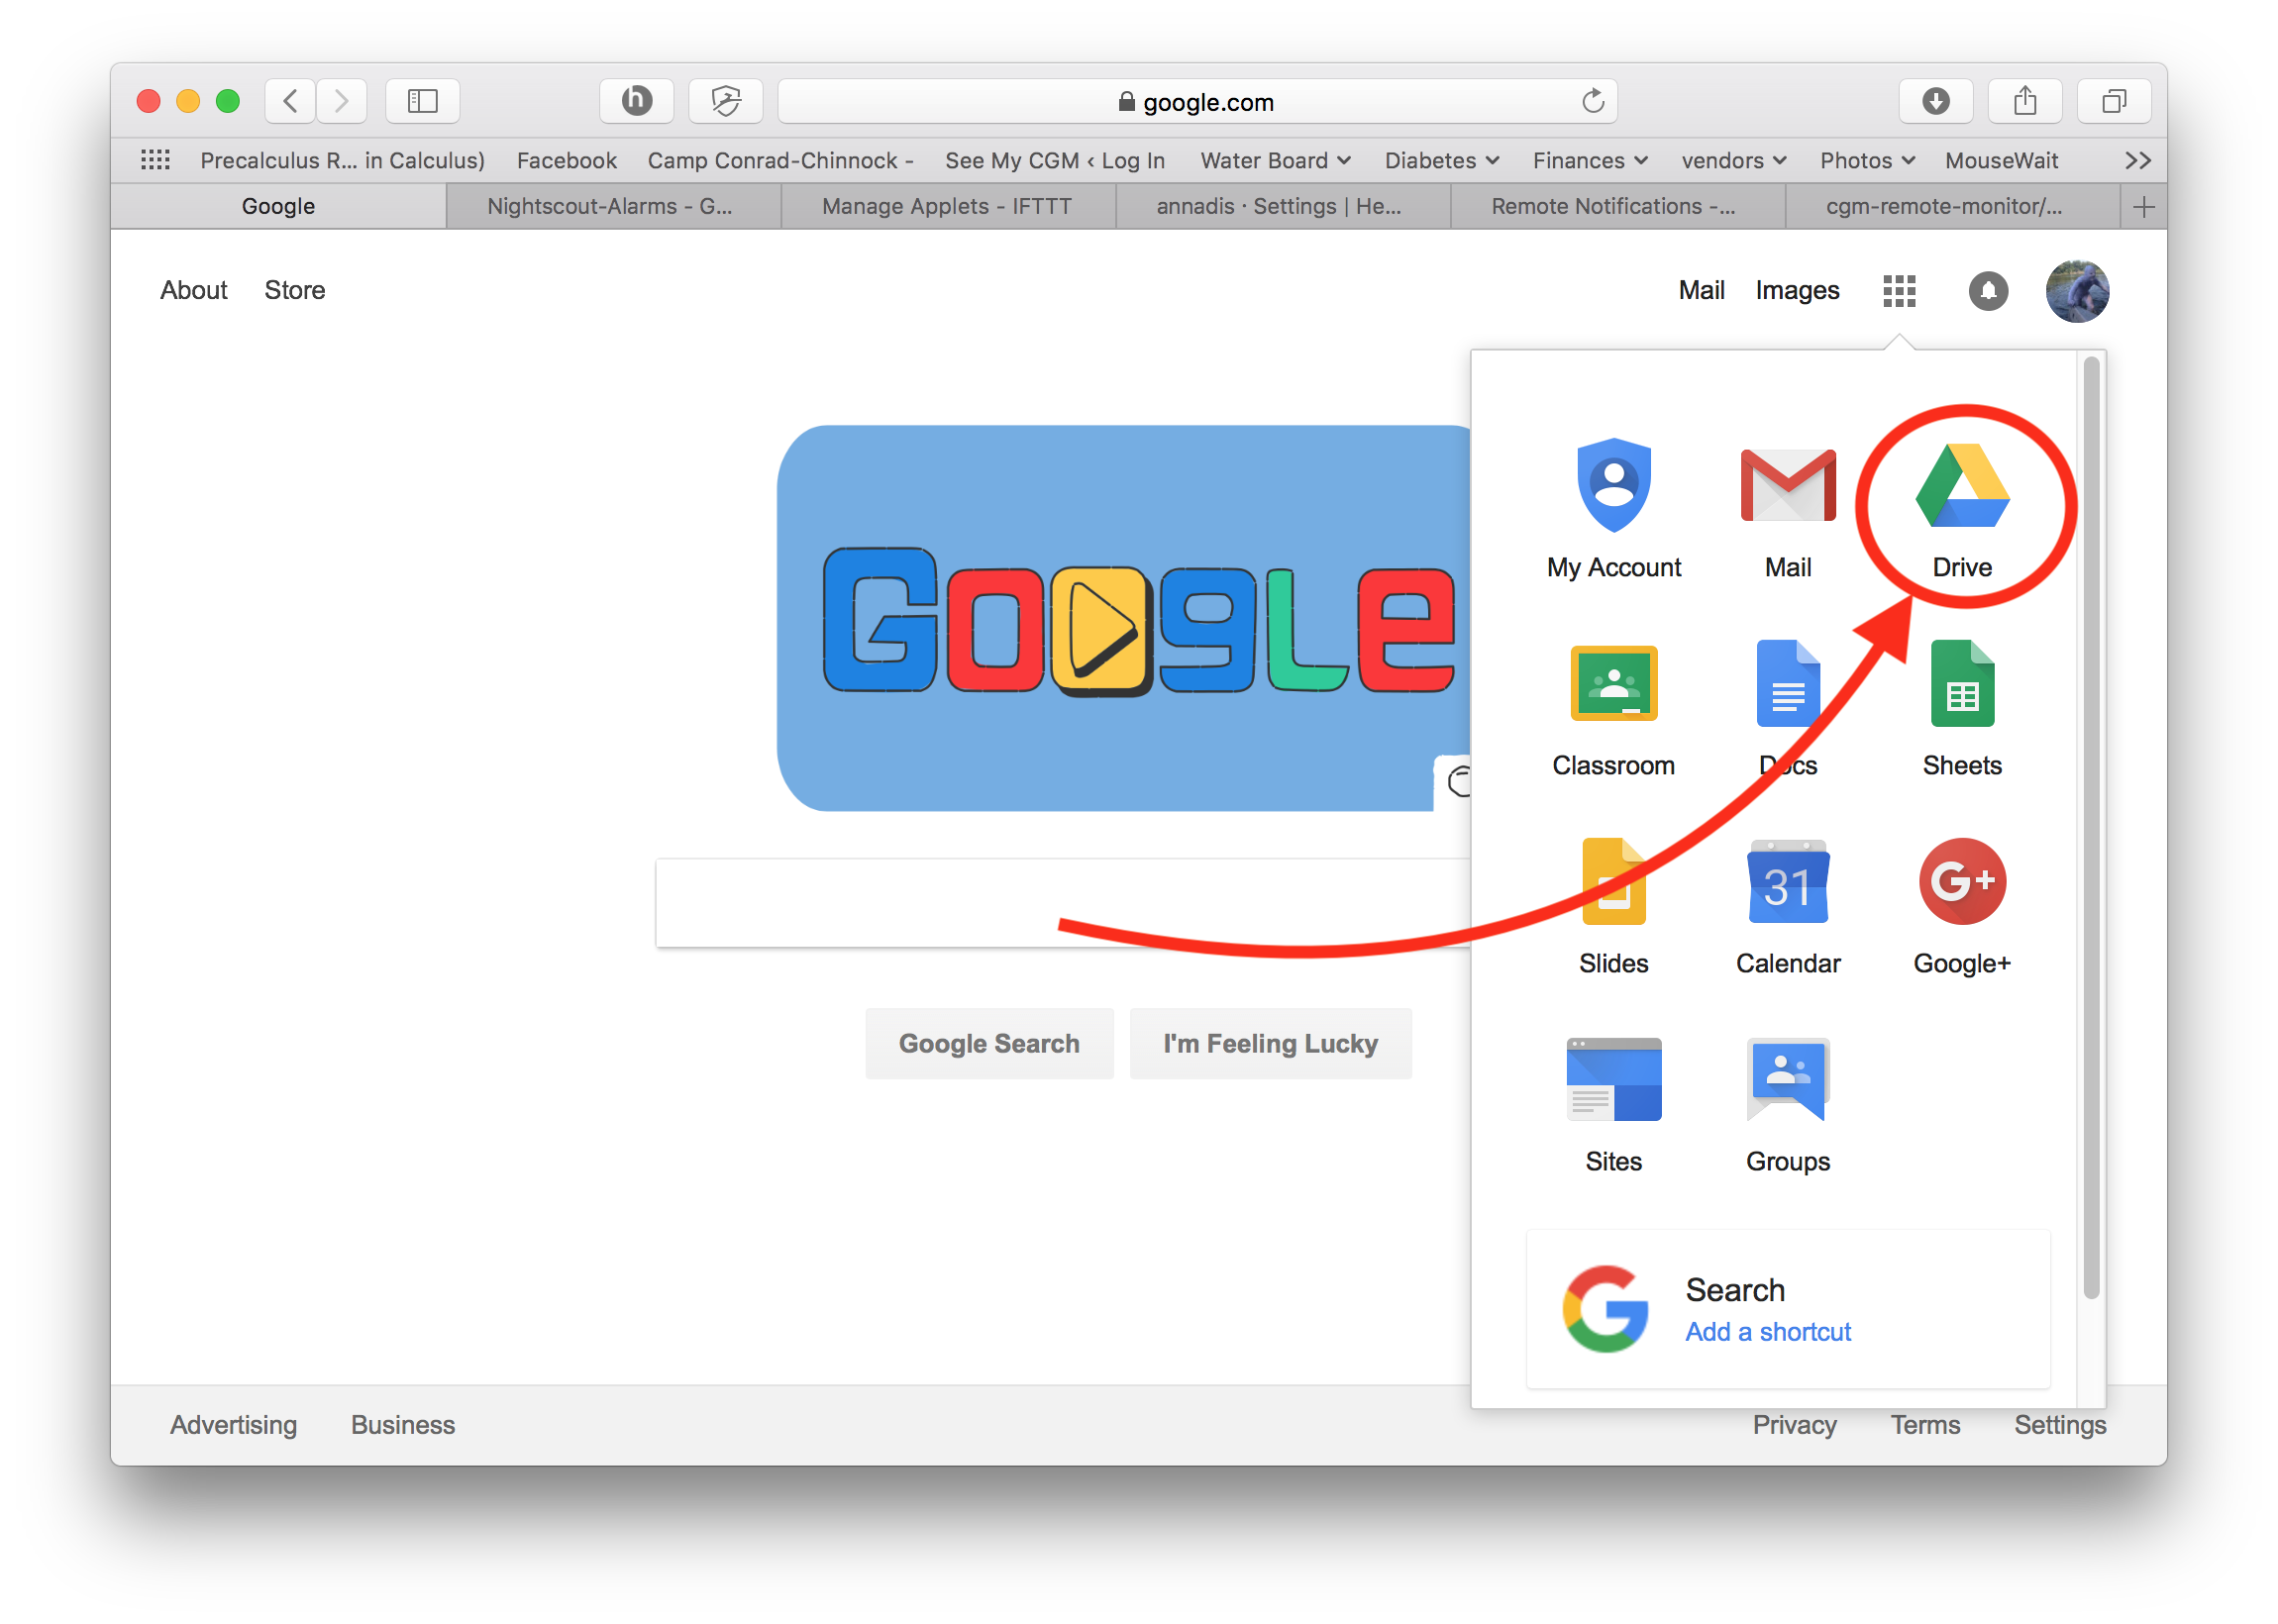 google.com
Precalculus R... in Calculus) Facebook Camp Conrad-Chinnock - See My CGM ‹ Log In Water Board Diabetes Finances vendors Photos MouseWait
Google Nightscout-Alarms - G... Manage Applets - IFTTT annadis · Settings | He... Remote Notifications -... cgm-remote-monitor/...
About Store Mail Images
Google
My Account Mail Drive
Classroom Docs Sheets
31 G+
Slides Calendar Google+
Google Search I'm Feeling Lucky
Sites Groups
G
Search
Add a shortcut
Advertising Business Privacy Terms Settings